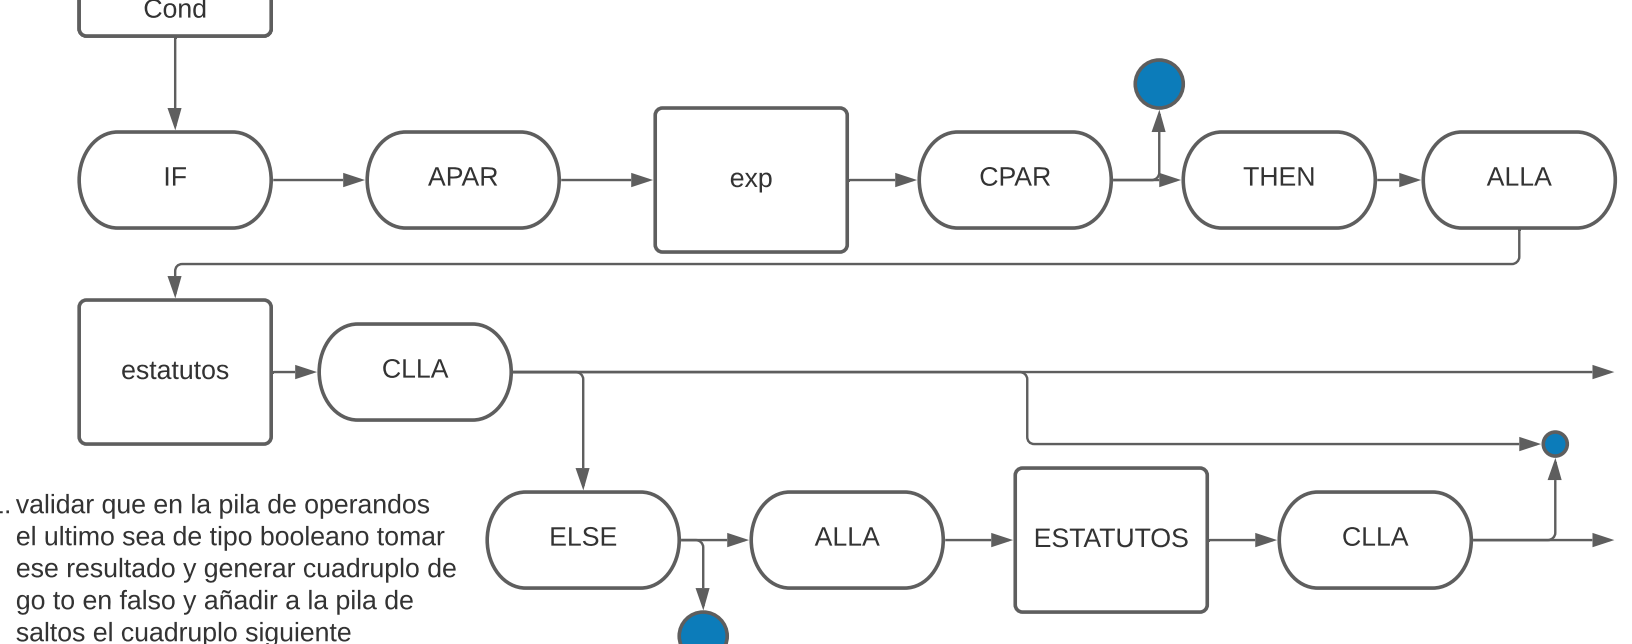 Cond
IF
APAR
exp
CPAR
THEN
ALLA
estatutos
CLLA
ELSE
ALLA
ESTATUTOS
CLLA
. validar que en la pila de operandos
el ultimo sea de tipo booleano tomar
ese resultado y generar cuadruplo de
go to en falso y añadir a la pila de
saltos el cuadruplo siguiente